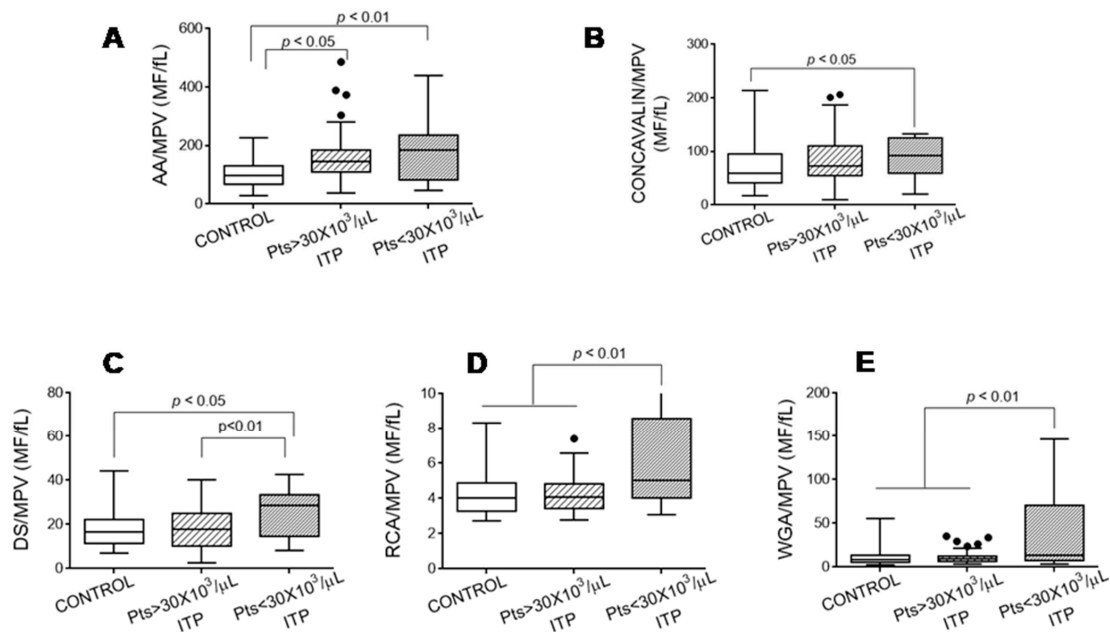 A
AA/MPV (MF/fL)
600
400
200
0
p < 0.01
p < 0.05
CONTROL
Pts>30X10³/µL
ITP
Pts<30X10³/µL
ITP
B
CONCAVALIN/MPV
(MF/fL)
300
200
100
0
p < 0.05
CONTROL
Pts>30X10³/µL
ITP
Pts<30X10³/µL
ITP
C
DS/MPV (MF/fL)
80
60
40
20
0
p < 0.05
p<0.01
CONTROL
Pts>30X10³/µL
ITP
Pts<30X10³/µL
ITP
D
RCA/MPV (MF/fL)
10
8
6
4
2
0
p < 0.01
CONTROL
Pts>30X10³/µL
ITP
Pts<30X10³/µL
ITP
E
WGA/MPV (MF/fL)
200
150
100
50
0
p < 0.01
CONTROL
Pts>30X10³/µL
ITP
Pts<30X10³/µL
ITP